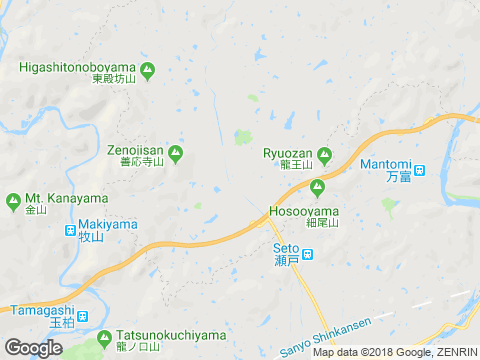 Higashitonoboyama
東殿坊山
Zenojisan
善応寺山
Ryuozan
龍王山
Mantomi
万富
Mt. Kanayama
金山
Hosooyama
細尾山
Makiyama
牧山
Seto
瀬戸
Tamagashi
玉柏
Tatsunokuchiyama
龍ノ口山
Sanyo Shinkansen
Google
Map data ©2018 Google, ZENRIN